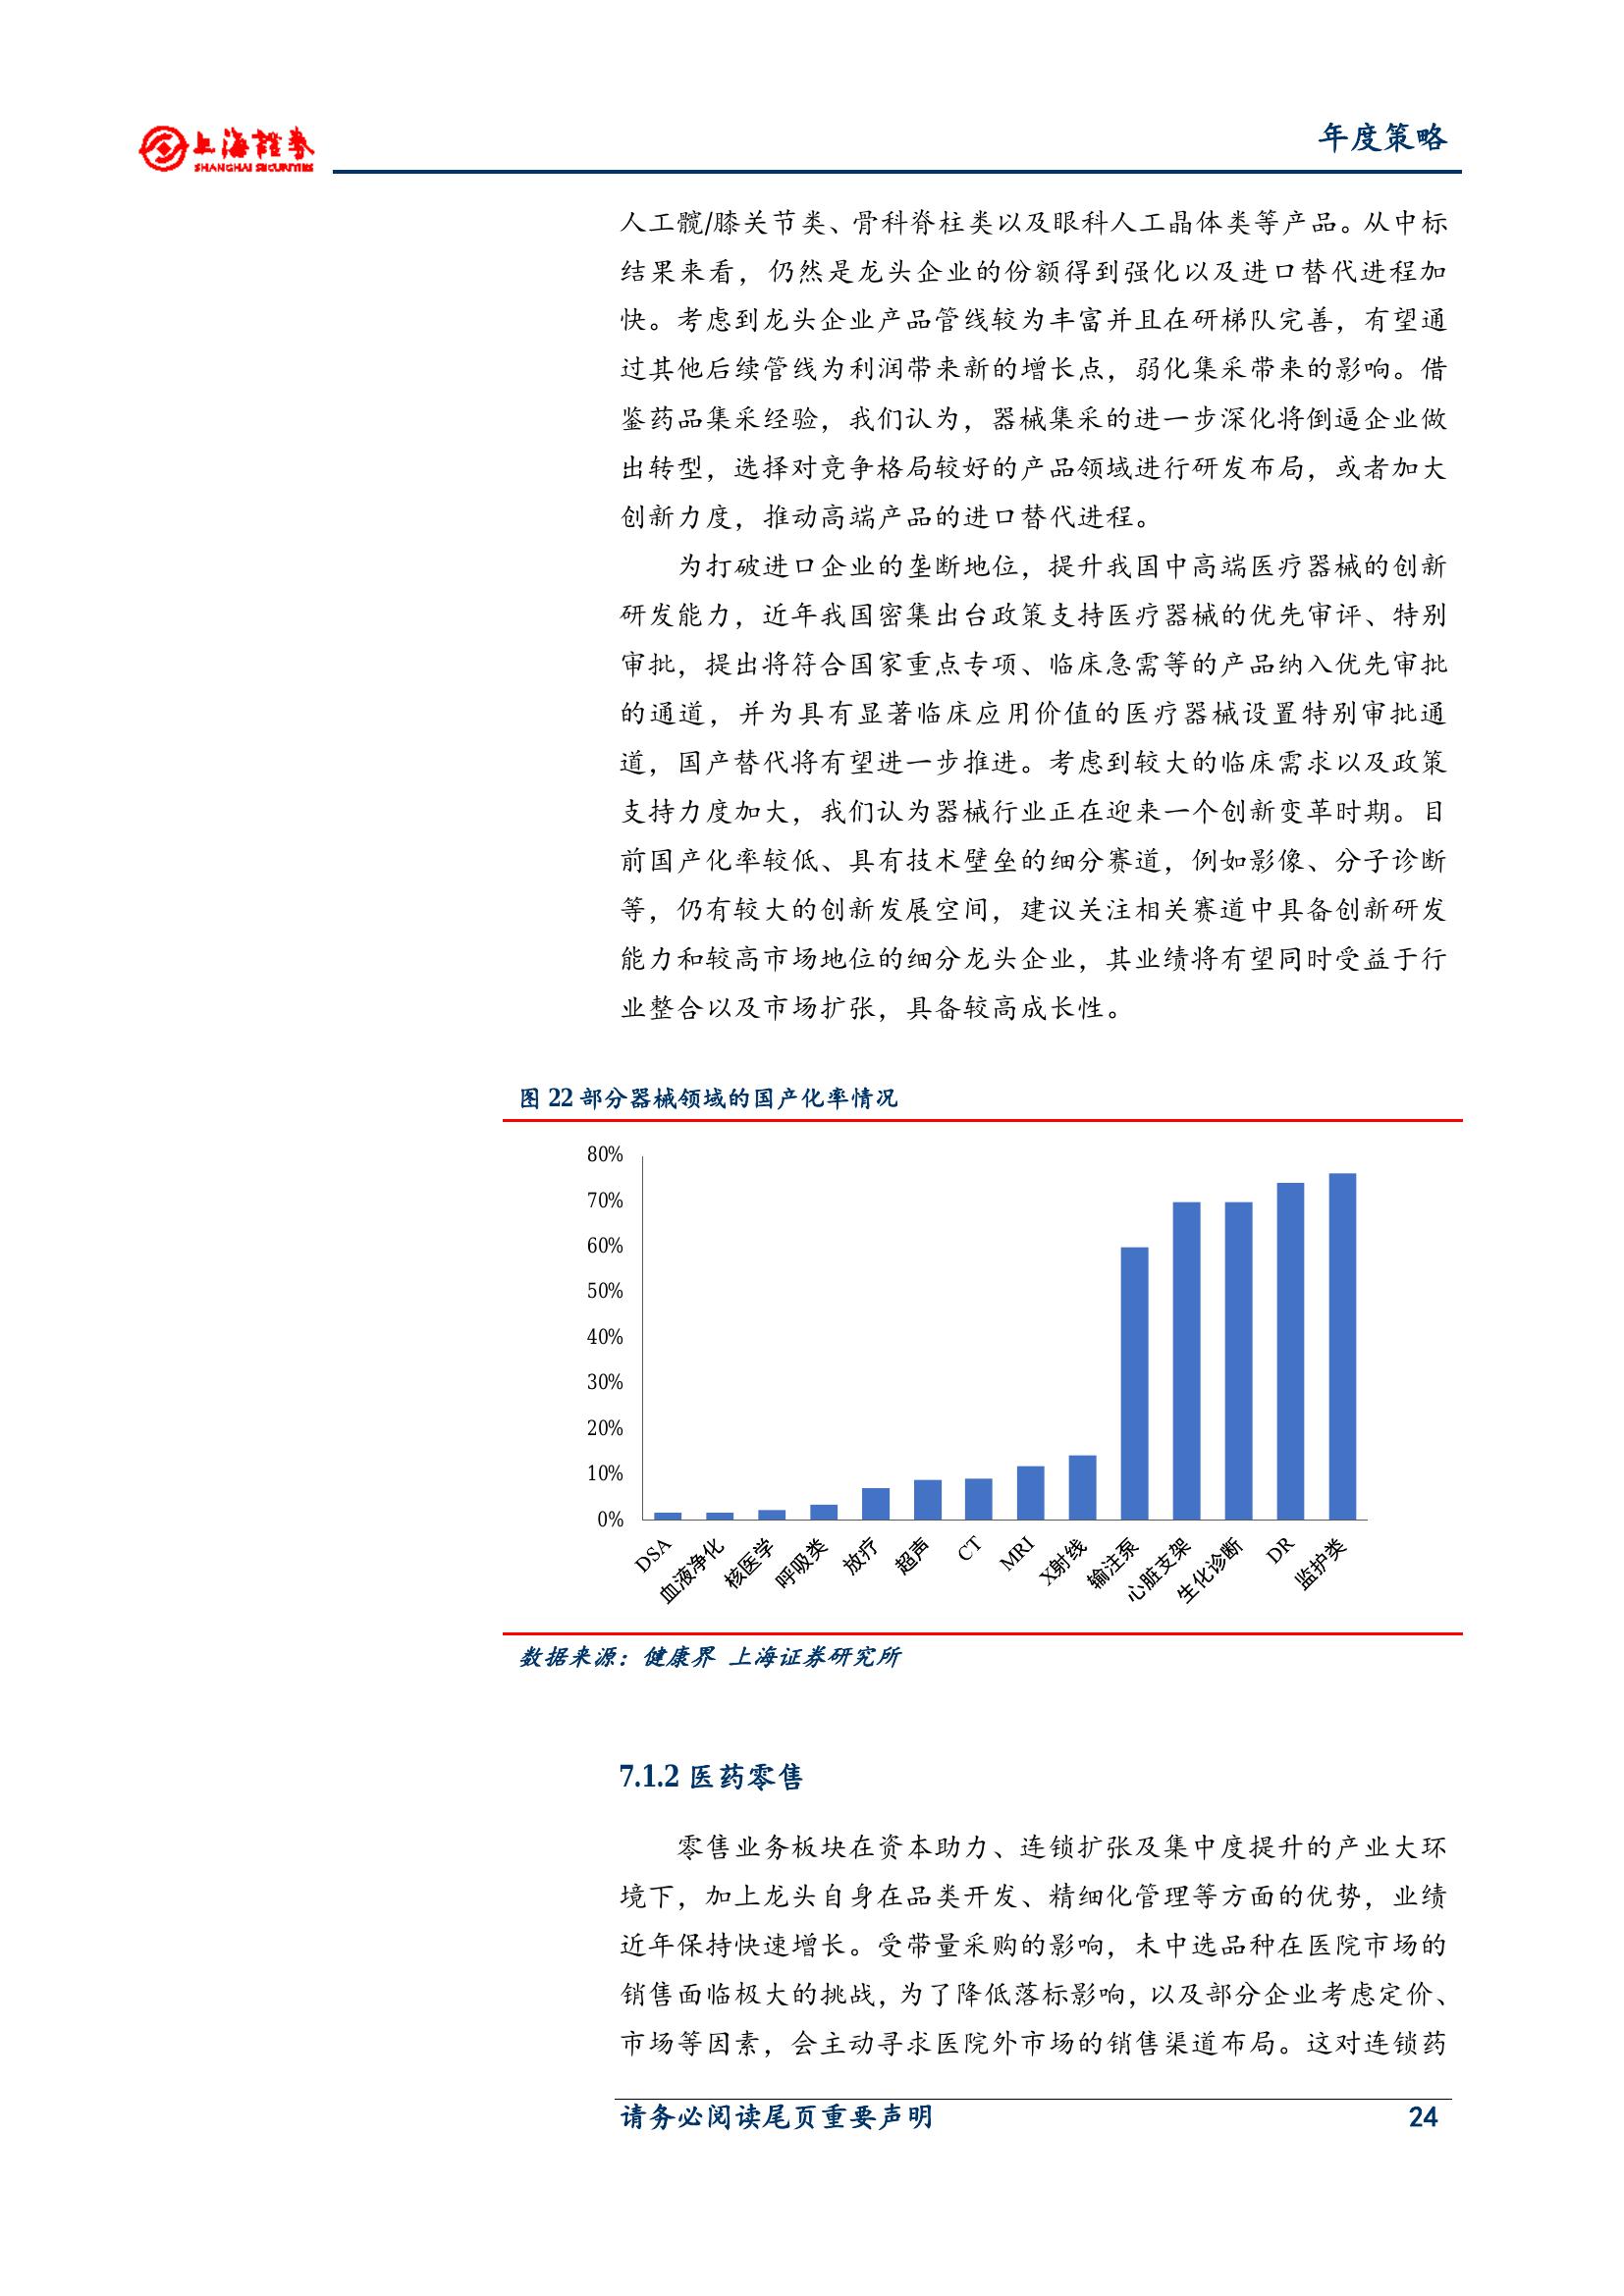 上海證券
SHANGHAI SECURITIES
年度策略
人工髋/膝关节类、骨科脊柱类以及眼科人工晶体类等产品。从中标
结果来看，仍然是龙头企业的份额得到强化以及进口替代进程加
快。考虑到龙头企业产品管线较为丰富并且在研梯队完善，有望通
过其他后续管线为利润带来新的增长点，弱化集采带来的影响。借
鉴药品集采经验，我们认为，器械集采的进一步深化将倒逼企业做
出转型，选择对竞争格局较好的产品领域进行研发布局，或者加大
创新力度，推动高端产品的进口替代进程。
为打破进口企业的垄断地位，提升我国中高端医疗器械的创新
研发能力，近年我国密集出台政策支持医疗器械的优先审评、特别
审批，提出将符合国家重点专项、临床急需等的产品纳入优先审批
的通道，并为具有显著临床应用价值的医疗器械设置特别审批通
道，国产替代将有望进一步推进。考虑到较大的临床需求以及政策
支持力度加大，我们认为器械行业正在迎来一个创新变革时期。目
前国产化率较低、具有技术壁垒的细分赛道，例如影像、分子诊断
等，仍有较大的创新发展空间，建议关注相关赛道中具备创新研发
能力和较高市场地位的细分龙头企业，其业绩将有望同时受益于行
业整合以及市场扩张，具备较高成长性。
图 22 部分器械领域的国产化率情况
80%
70%
60%
50%
40%
30%
20%
10%
0%
DSA
血液净化
核医学
呼吸类
放疗
超声
CT
MRI
X射线
输注泵
心脏支架
生化诊断
DR
监护类
数据来源：健康界 上海证券研究所
7.1.2 医药零售
零售业务板块在资本助力、连锁扩张及集中度提升的产业大环
境下，加上龙头自身在品类开发、精细化管理等方面的优势，业绩
近年保持快速增长。受带量采购的影响，未中选品种在医院市场的
销售面临极大的挑战，为了降低落标影响，以及部分企业考虑定价、
市场等因素，会主动寻求医院外市场的销售渠道布局。这对连锁药
请务必阅读尾页重要声明
24